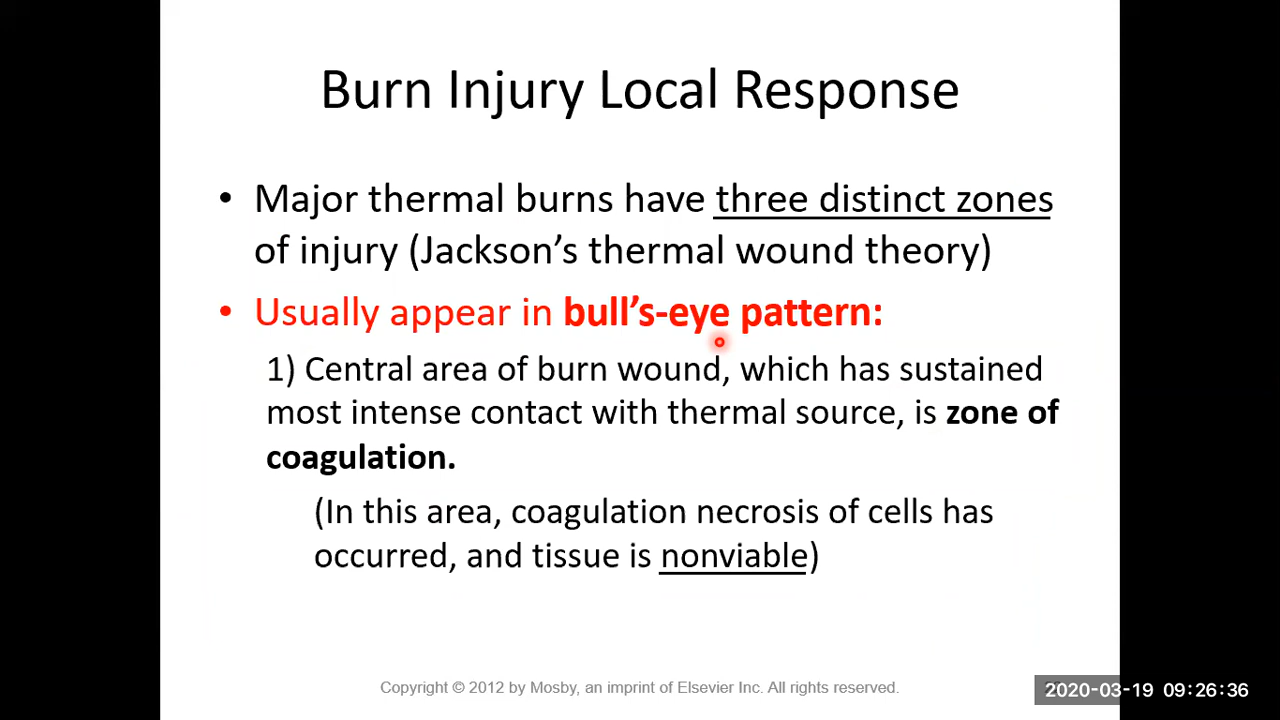 Burn Injury Local Response
• Major thermal burns have three distinct zones
of injury (Jackson’s thermal wound theory)
• Usually appear in bull’s-eye pattern:
1) Central area of burn wound, which has sustained
most intense contact with thermal source, is zone of
coagulation.
(In this area, coagulation necrosis of cells has
occurred, and tissue is nonviable)
Copyright © 2012 by Mosby, an imprint of Elsevier Inc. All rights reserved.
2020-03-19 09:26:36